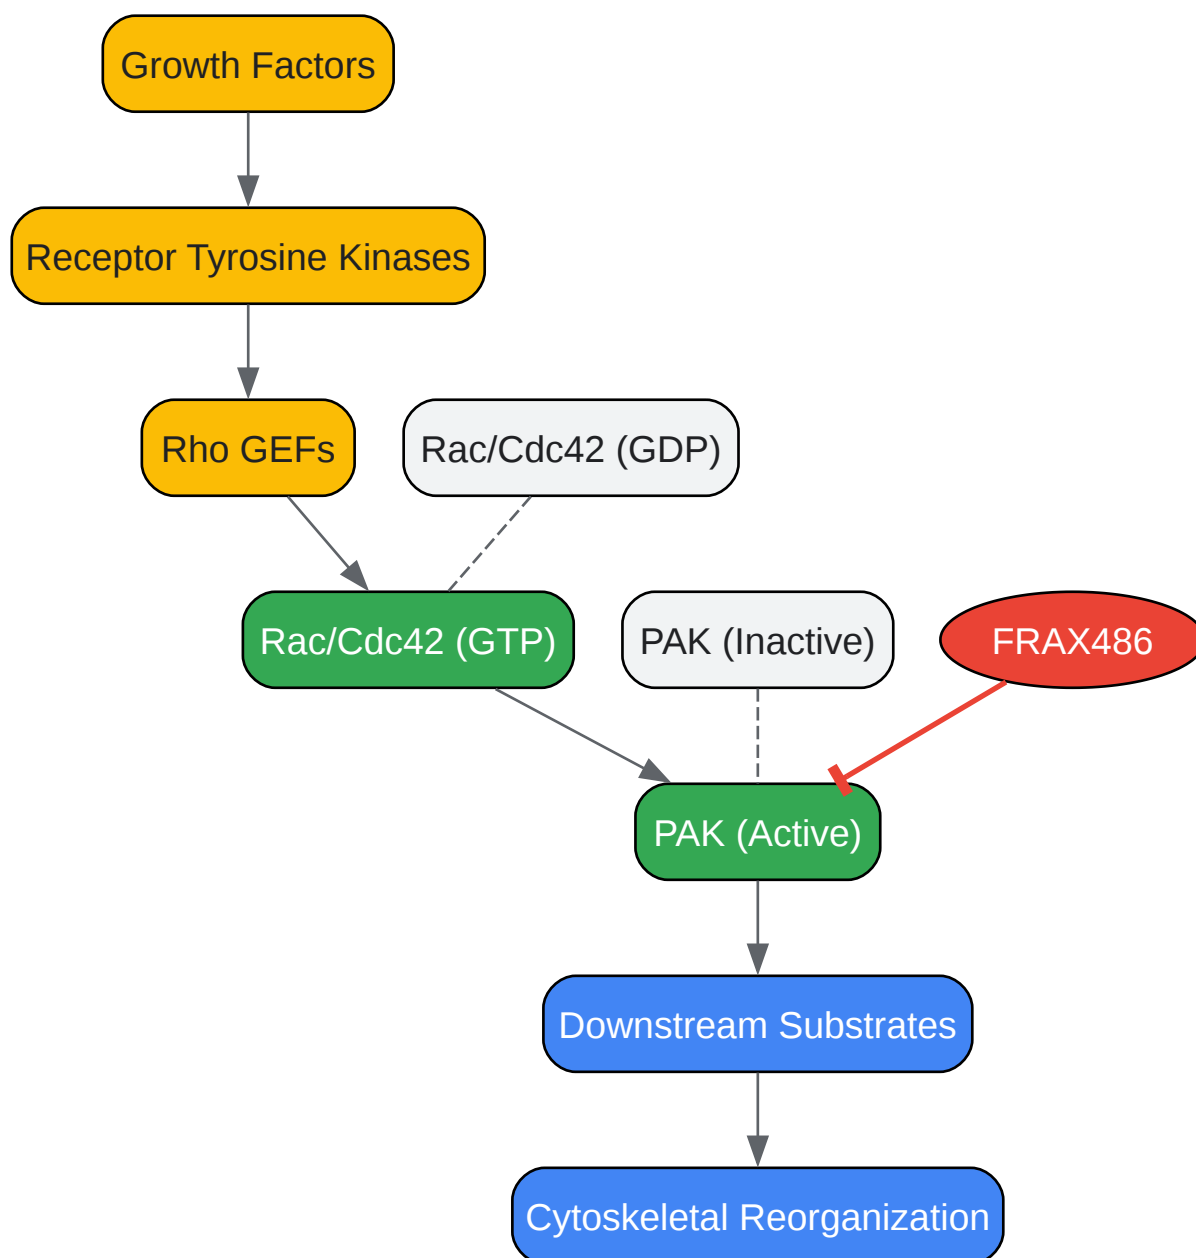 Growth Factors
Receptor Tyrosine Kinases
Rho GEFs
Rac/Cdc42 (GDP)
Rac/Cdc42 (GTP)
PAK (Inactive)
FRAX486
PAK (Active)
Downstream Substrates
Cytoskeletal Reorganization